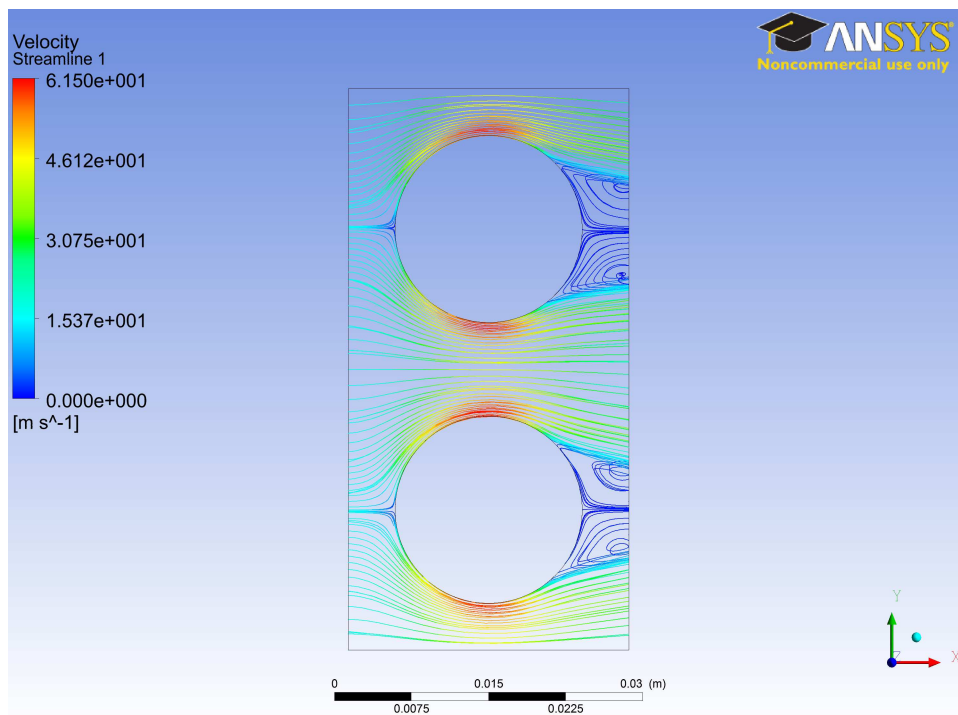 Velocity
Streamline 1
6.150e+001
4.612e+001
3.075e+001
1.537e+001
0.000e+000
[m s^-1]
ANSYS
Noncommercial use only
Y
Z
X
0 0.015 0.03 (m)
0.0075 0.0225